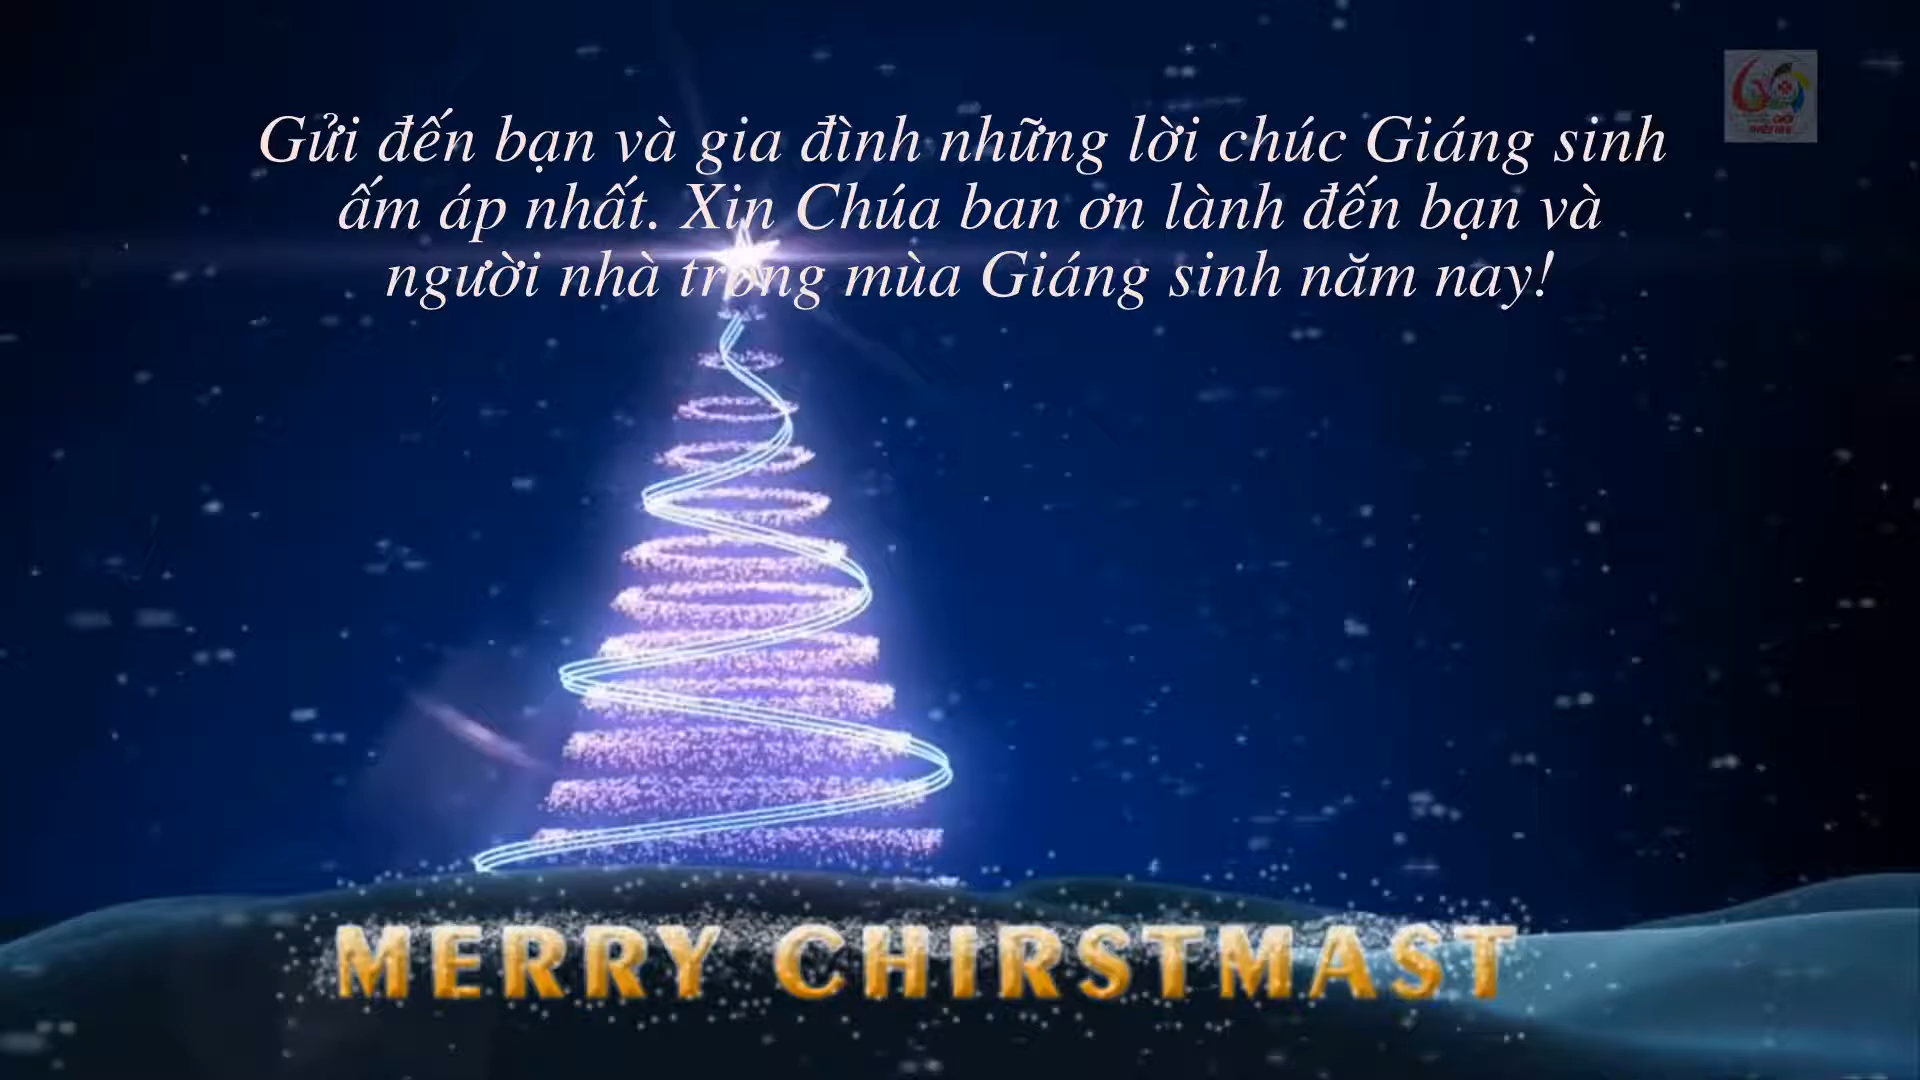 Gửi đến bạn và gia đình những lời chúc Giáng sinh
ấm áp nhất. Xin Chúa ban ơn lành đến bạn và
người nhà trong mùa Giáng sinh năm nay!
MERRY CHIRSTMAST